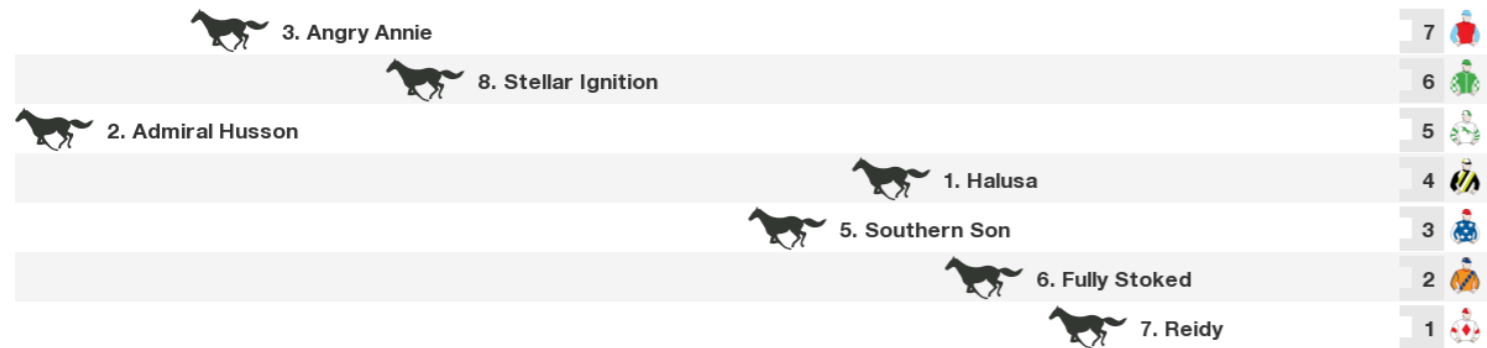 3. Angry Annie 7
8. Stellar Ignition 6
2. Admiral Husson 5
1. Halusa 4
5. Southern Son 3
6. Fully Stoked 2
7. Reidy 1